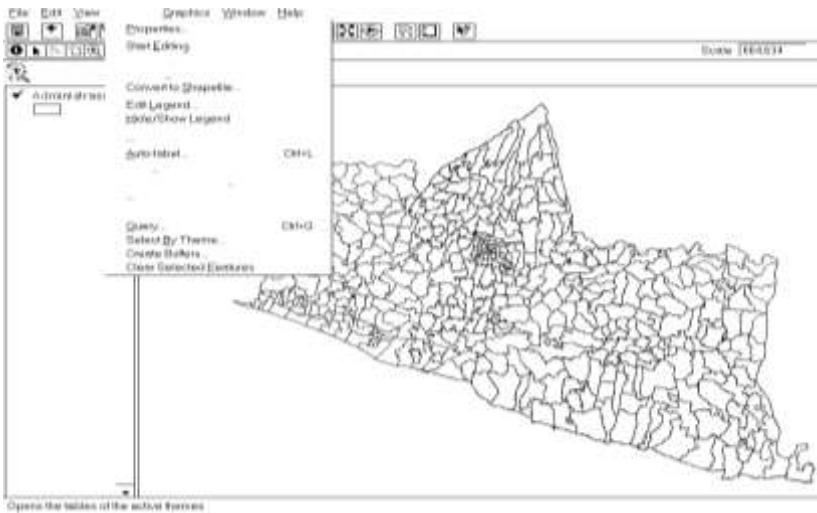 File Edit View Graphics Window Help
Properties...
Start Editing
Scale
Convert to Shapefile...
Edit Legend...
Hide/Show Legend
Auto-label... Ctrl+L
Query... Ctrl+Q
Select By Theme...
Create Buffers...
Clear Selected Features
Opens the tables of the active themes